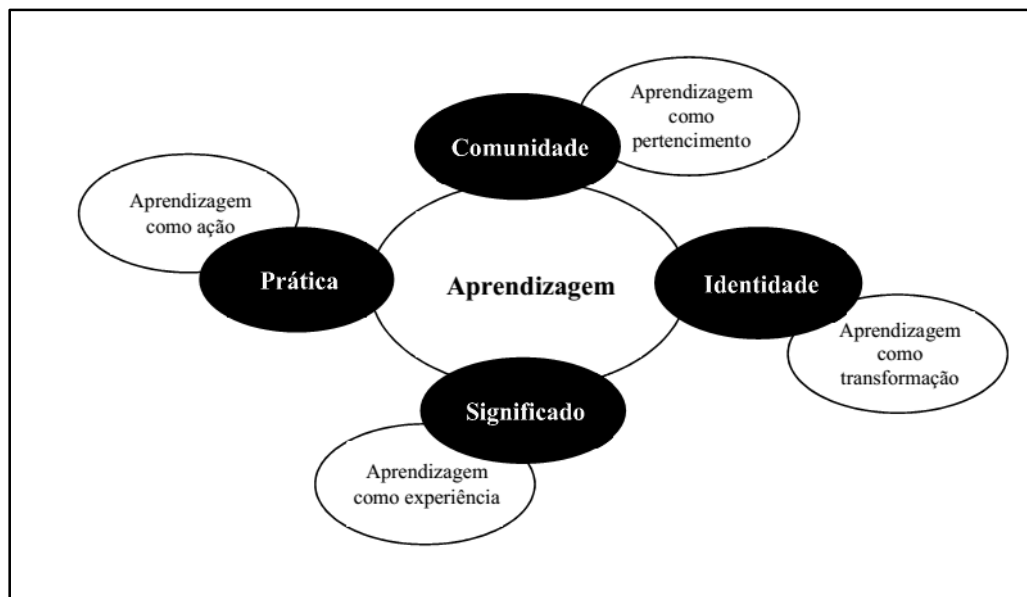 Aprendizagem
como
pertencimento
Comunidade
Aprendizagem
como ação
Prática
Aprendizagem
Identidade
Aprendizagem
como
transformação
Significado
Aprendizagem
como experiência